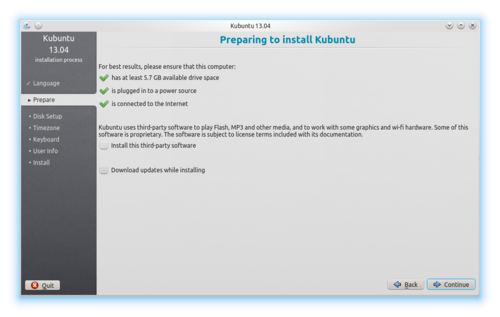 Kubuntu 13.04
Kubuntu
13.04
installation process
✓ Language
▸ Prepare
• Disk Setup
• Timezone
• Keyboard
• User Info
• Install
Quit
Preparing to install Kubuntu
For best results, please ensure that this computer:
has at least 5.7 GB available drive space
is plugged in to a power source
is connected to the Internet
Kubuntu uses third-party software to play Flash, MP3 and other media, and to work with some graphics and wi-fi hardware. Some of this
software is proprietary. The software is subject to license terms included with its documentation.
Install this third-party software
Download updates while installing
Back
Continue